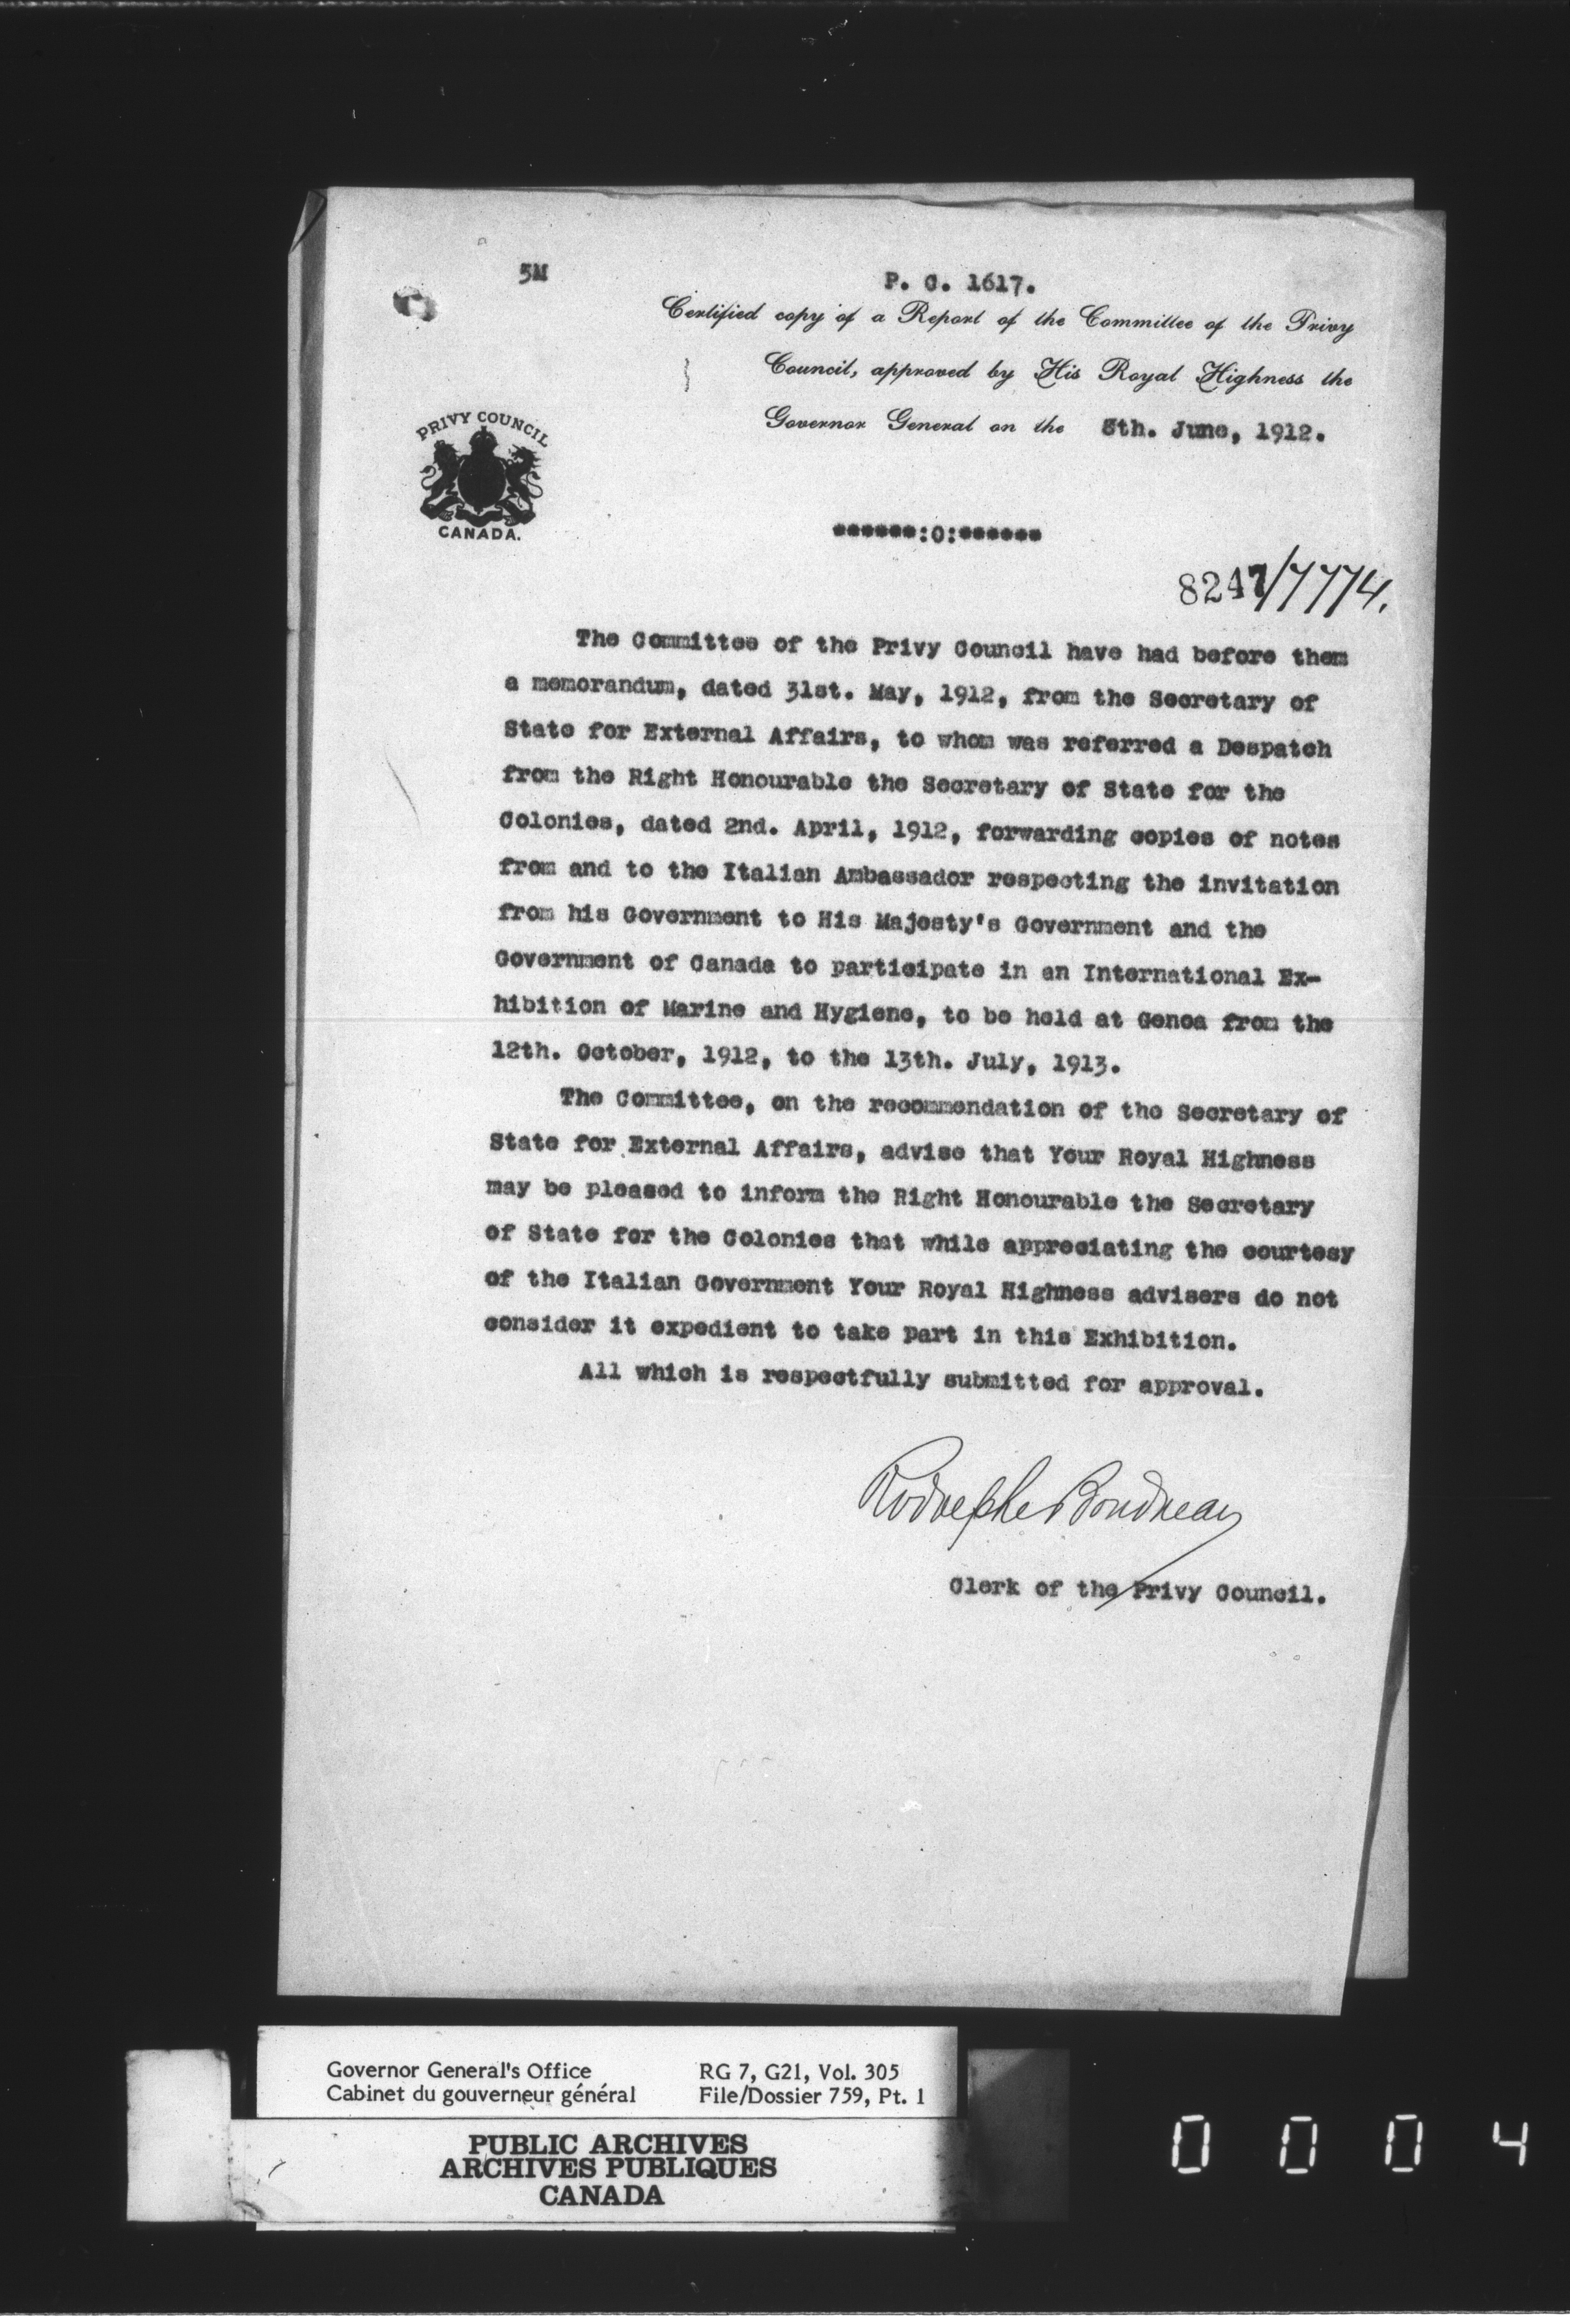 5M
P. C. 1617.
Certified copy of a Report of the Committee of the Privy
Council, approved by His Royal Highness the
Governor General on the 8th. June, 1912.
PRIVY COUNCIL
CANADA.
******:0:******
8247/7774.
The Committee of the Privy Council have had before them
a memorandum, dated 31st. May, 1912, from the Secretary of
State for External Affairs, to whom was referred a Despatch
from the Right Honourable the Secretary of State for the
Colonies, dated 2nd. April, 1912, forwarding copies of notes
from and to the Italian Ambassador respecting the invitation
from his Government to His Majesty's Government and the
Government of Canada to participate in an International Ex-
hibition of Marine and Hygiene, to be held at Genoa from the
12th. October, 1912, to the 13th. July, 1913.
The Committee, on the recommendation of the Secretary of
State for External Affairs, advise that Your Royal Highness
may be pleased to inform the Right Honourable the Secretary
of State for the Colonies that while appreciating the courtesy
of the Italian Government Your Royal Highness advisers do not
consider it expedient to take part in this Exhibition.
All which is respectfully submitted for approval.
Rodolphe Boudreau
Clerk of the Privy Council.
Governor General's Office RG 7, G21, Vol. 305
Cabinet du gouverneur général File/Dossier 759, Pt. 1
PUBLIC ARCHIVES
ARCHIVES PUBLIQUES
CANADA
0004